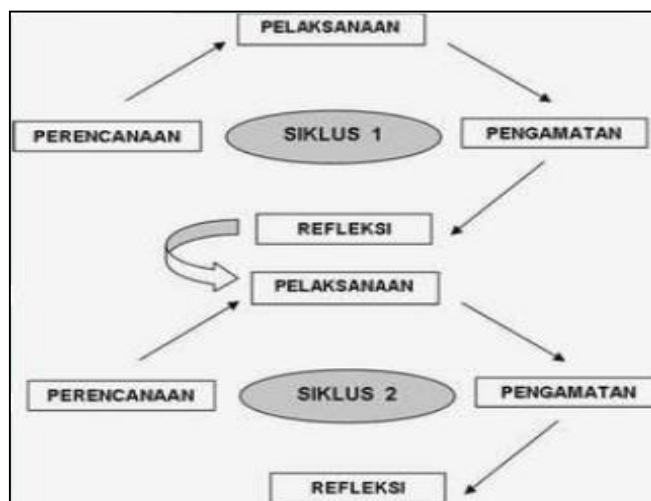 PELAKSANAAN
PERENCANAAN
SIKLUS 1
PENGAMATAN
REFLEKSI
PELAKSANAAN
PERENCANAAN
SIKLUS 2
PENGAMATAN
REFLEKSI